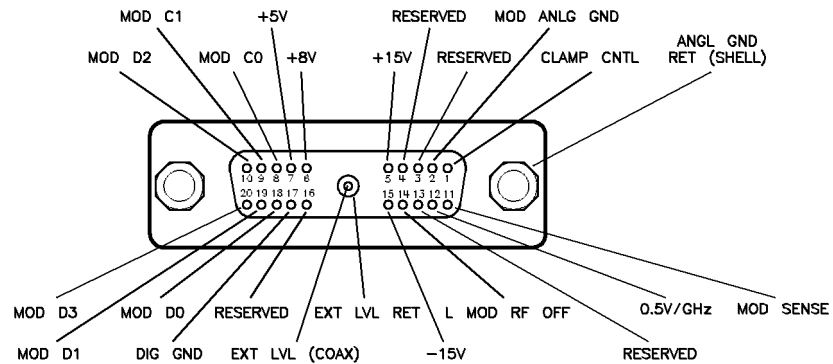 MOD C1 +5V RESERVED MOD ANLG GND
ANGL GND
MOD D2 MOD C0 +8V +15V RESERVED CLAMP CNTL RET (SHELL)
10 9 8 7 6 5 4 3 2 1
20 19 18 17 16 15 14 13 12 11
MOD D3 MOD D0 RESERVED EXT LVL RET L MOD RF OFF 0.5V/GHz MOD SENSE
MOD D1 DIG GND EXT LVL (COAX) -15V RESERVED